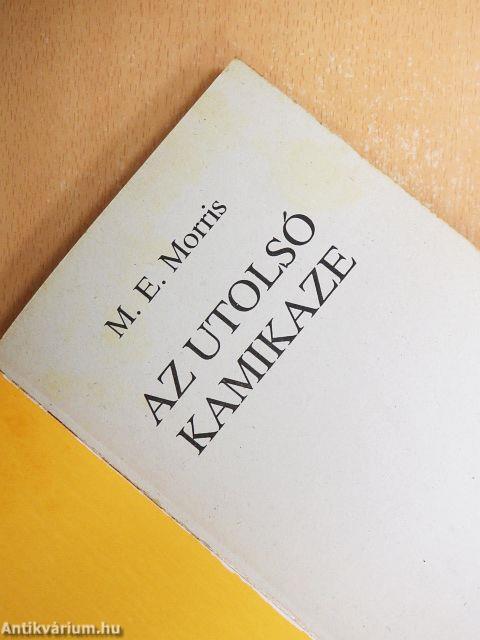 M. E. Morris
AZ UTOLSÓ
KAMIKAZE
Antikvárium.hu